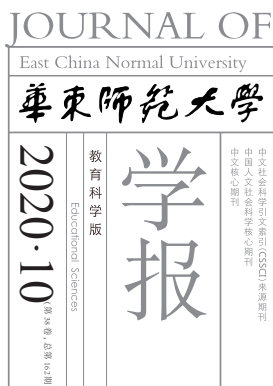 JOURNAL OF
East China Normal University
華東师范大学
学报
教育科学版
Educational Sciences
2020·10
(第38卷,总第162期
中文社会科学引文索引(CSSCI)来源期刊
中国人文社会科学核心期刊
中文核心期刊